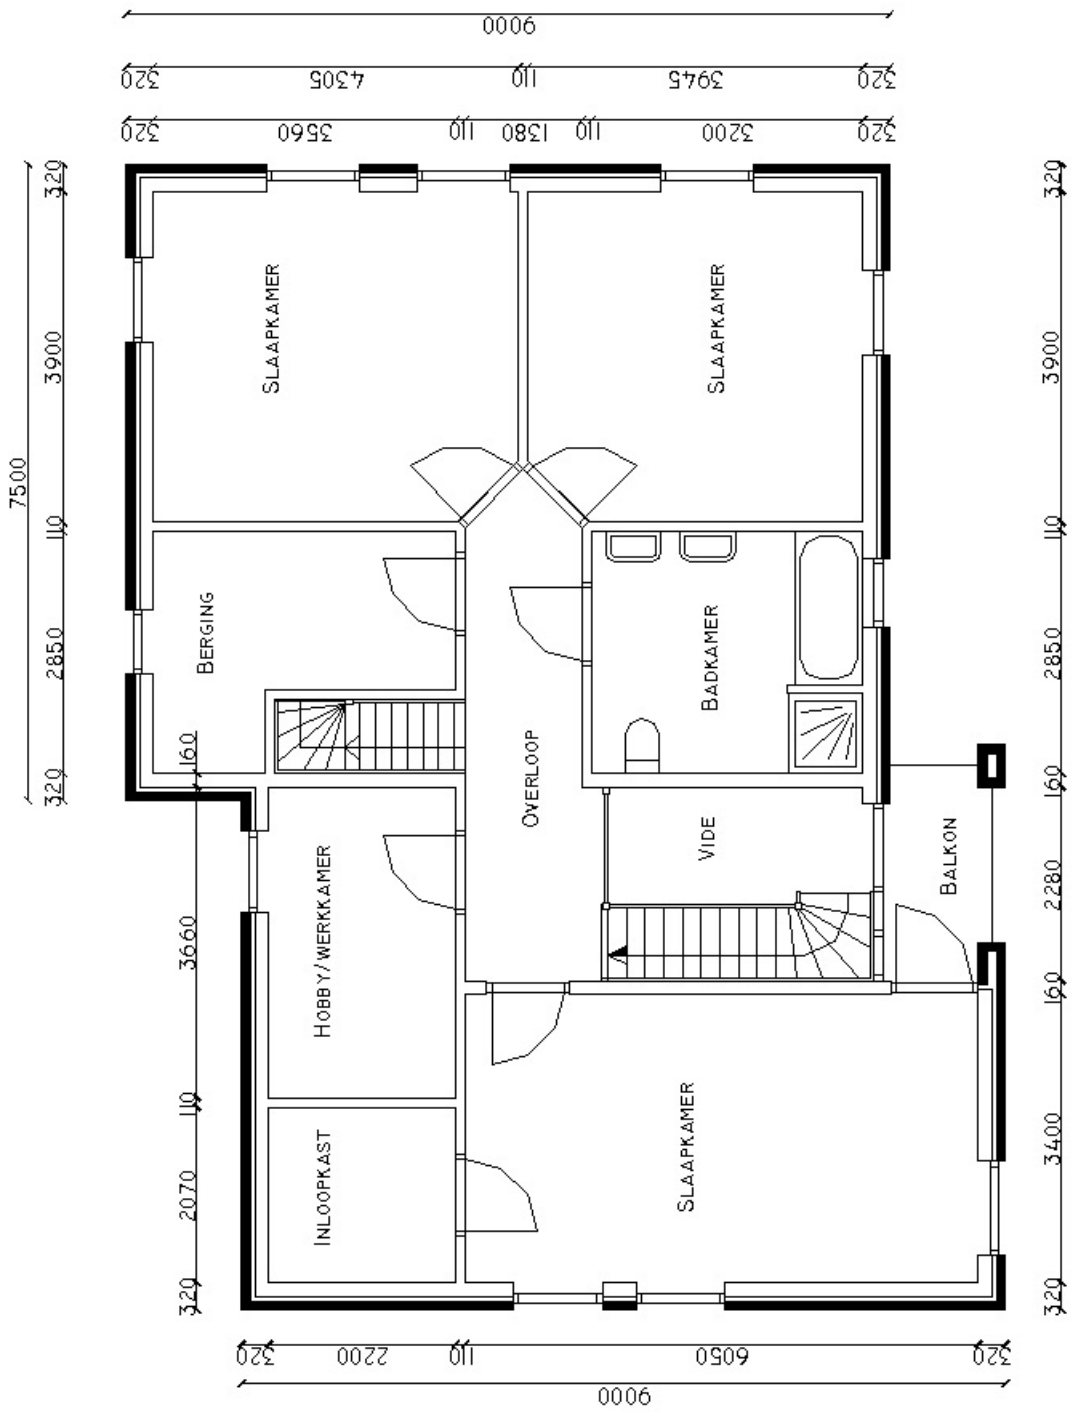 9000
320 4305 110 3945 320
320 3560 110 1380 110 3200 320
7500
320 3900 110 2850 160 320
320 3900 110 2850 160 2280 160 3400 320
3660 110 2070 320
SLAAPKAMER
SLAAPKAMER
BERGING
BADKAMER
OVERLOOP
VIDE
BALKON
HOBBY/WERKKAMER
SLAAPKAMER
INLOOPKAST
320 2200 110 6050 320
9000